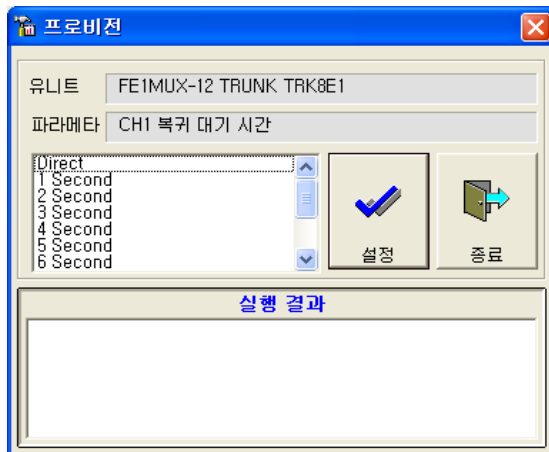 프로비전
유니트 FE1MUX-12 TRUNK TRK8E1
파라메타 CH1 복귀 대기 시간
Direct
1 Second
2 Second
3 Second
4 Second
5 Second
6 Second
설정
종료
실행 결과